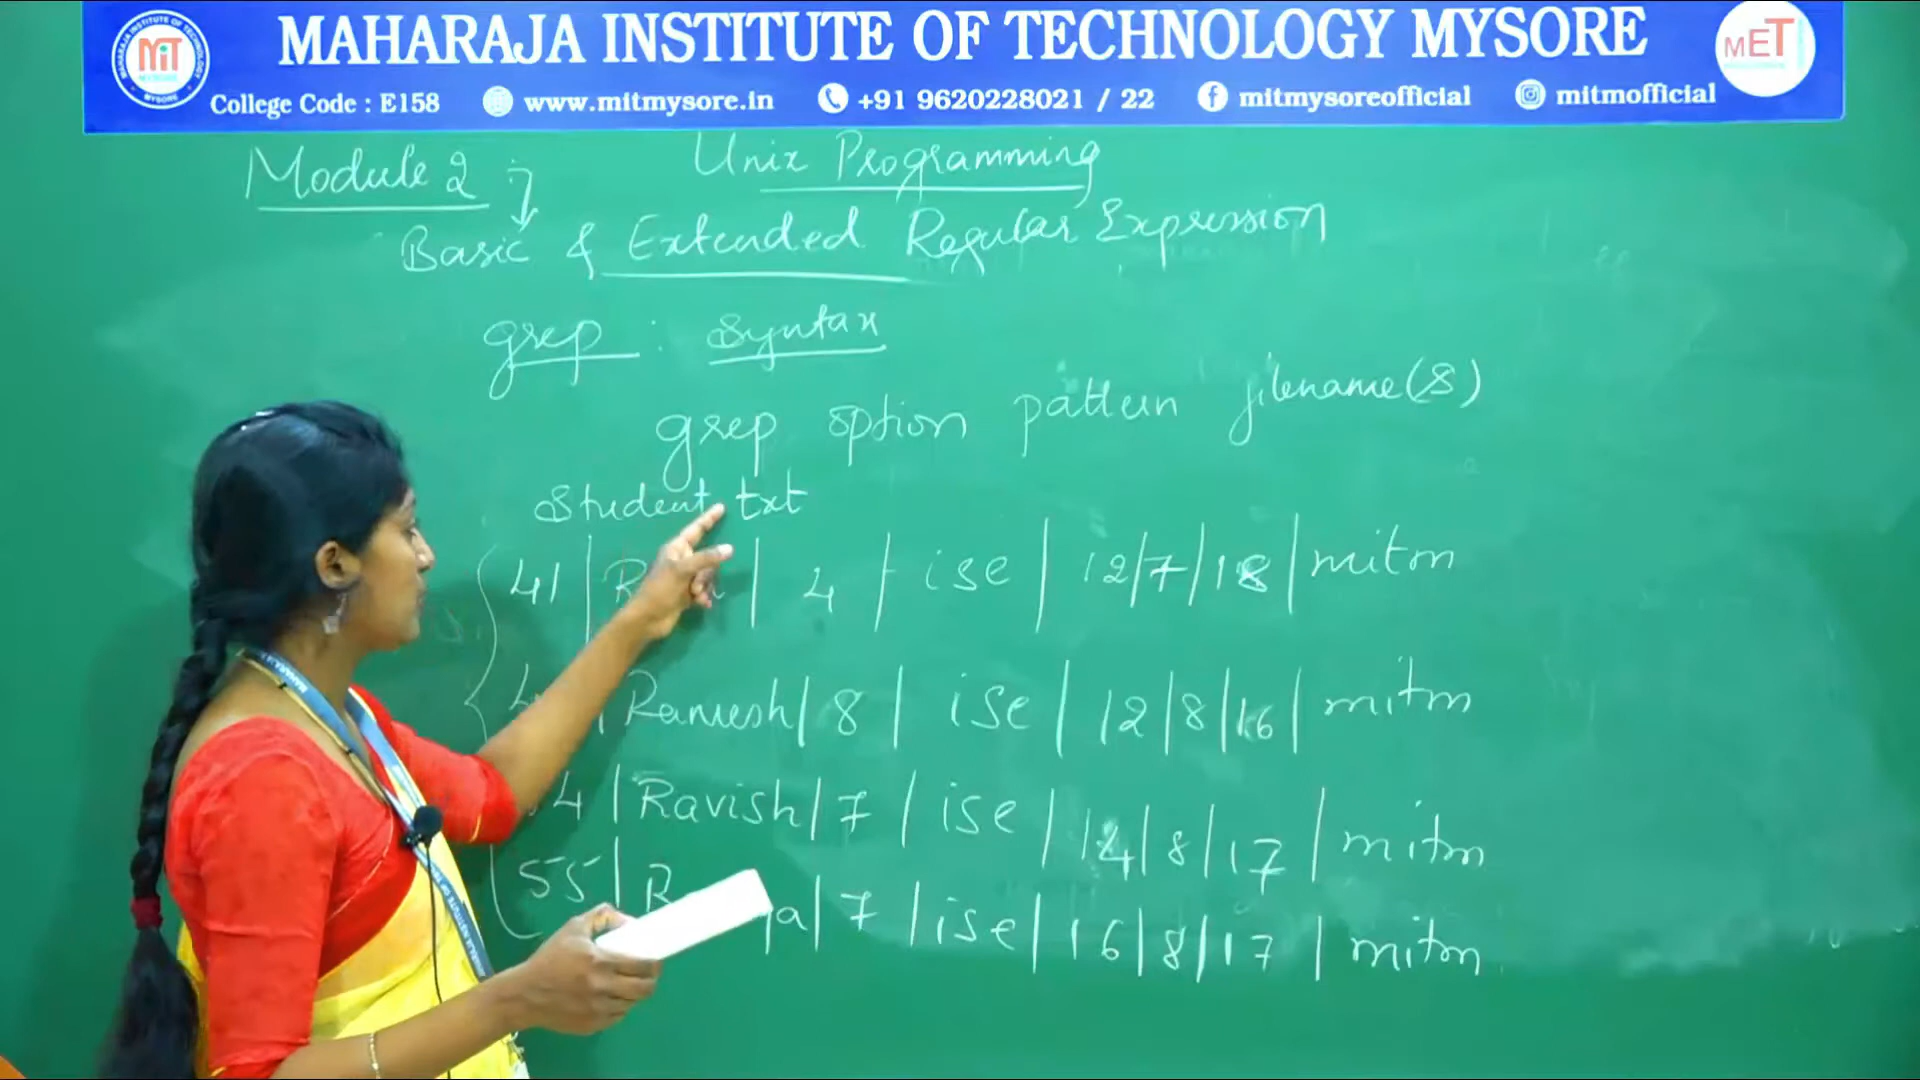 MAHARAJA INSTITUTE OF TECHNOLOGY MYSORE
MiT
MYSORE
MET
College Code : E158 www.mitmysore.in +91 9620228021 / 22 mitmysoreofficial mitmofficial
Module 2 Unix Programming
Basic & Extended Regular Expression
grep : Syntax
grep option pattern filename(s)
Student.txt
41 | | 4 | ise | 12/7/18 | mitm
| Ramesh | 8 | ise | 12|8|16 | mitm
4 | Ravish | 7 | ise | 14|8|17 | mitm
55 | | 7 | ise | 16|8|17 | mitm